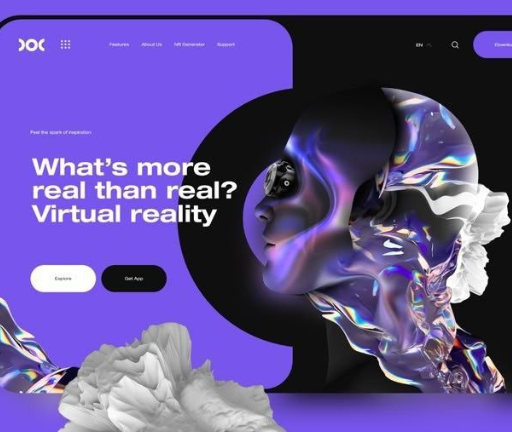 Features About Us NR Generator Support
EN
Feel the spark of inspiration
What's more
real than real?
Virtual reality
Explore Get App